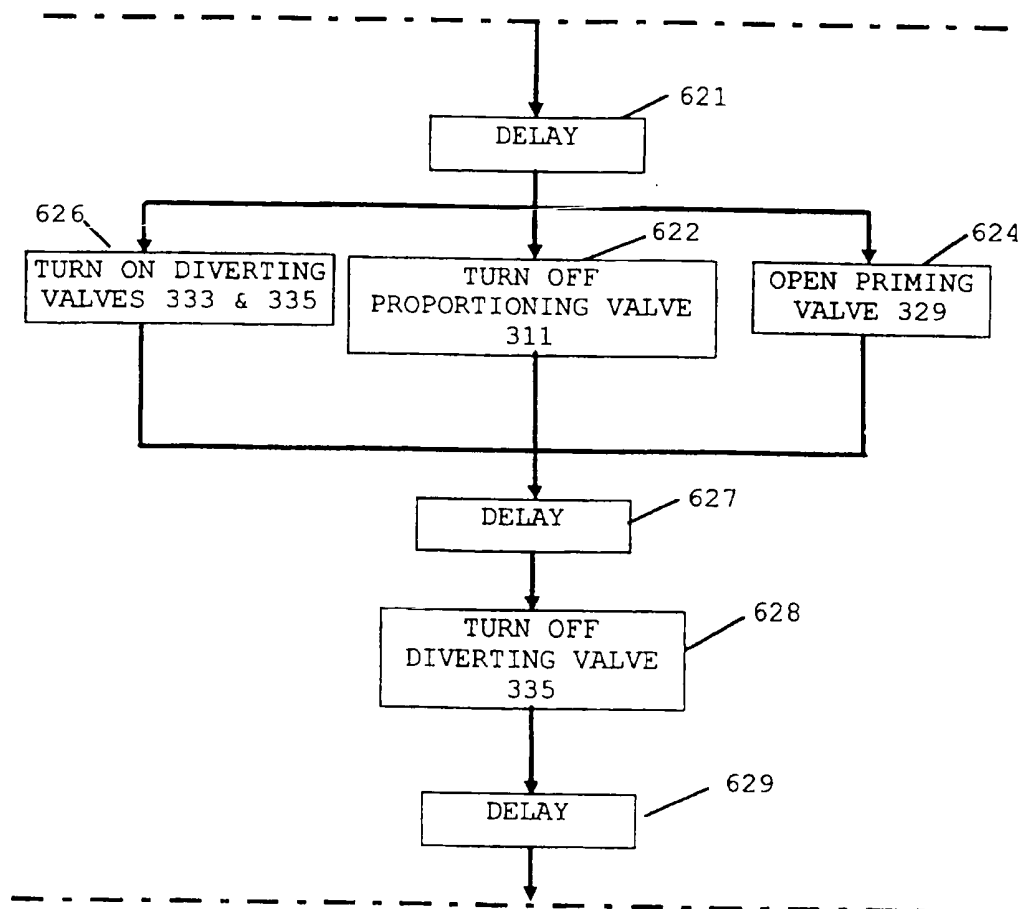 621
DELAY
626
622
624
TURN ON DIVERTING
VALVES 333 & 335
TURN OFF
PROPORTIONING VALVE
311
OPEN PRIMING
VALVE 329
627
DELAY
628
TURN OFF
DIVERTING VALVE
335
629
DELAY